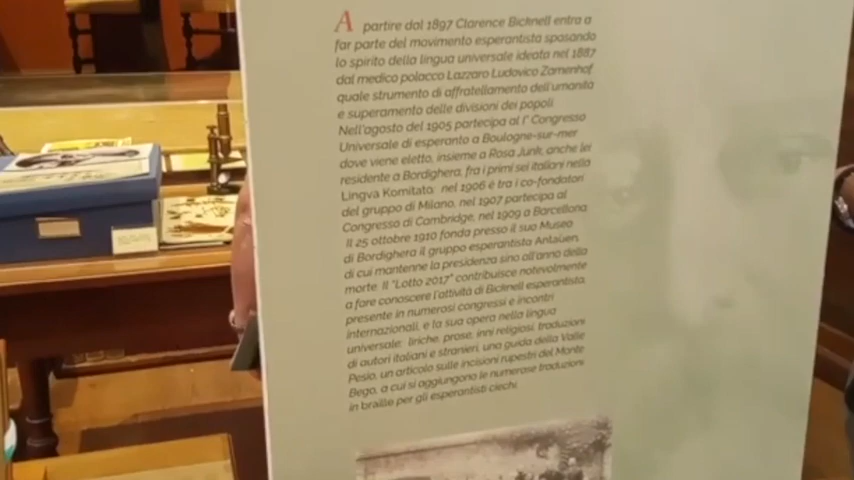 A partire dal 1897 Clarence Bicknell entra a
far parte del movimento esperantista sposando
lo spirito della lingua universale ideata nel 1887
dal medico polacco Lazzaro Ludovico Zamenhof
quale strumento di affratellamento dell'umanità
e superamento delle divisioni dei popoli.
Nell'agosto del 1905 partecipa al I° Congresso
Universale di esperanto a Boulogne-sur-mer
dove viene eletto, insieme a Rosa Junk, anche lei
residente a Bordighera, fra i primi sei italiani nella
Lingva Komitato; nel 1906 è tra i co-fondatori
del gruppo di Milano, nel 1907 partecipa al
Congresso di Cambridge, nel 1909 a Barcellona.
Il 25 ottobre 1910 fonda presso il suo Museo
di Bordighera il gruppo esperantista Antaŭen,
di cui mantenne la presidenza sino all'anno della
morte. Il "Lotto 2017" contribuisce notevolmente
a fare conoscere l'attività di Bicknell esperantista,
presente in numerosi congressi e incontri
internazionali, e la sua opera nella lingua
universale: liriche, prose, inni religiosi, traduzioni
di autori italiani e stranieri, una guida della Valle
Pesio, un articolo sulle incisioni rupestri del Monte
Bego, a cui si aggiungono le numerose traduzioni
in braille per gli esperantisti ciechi.